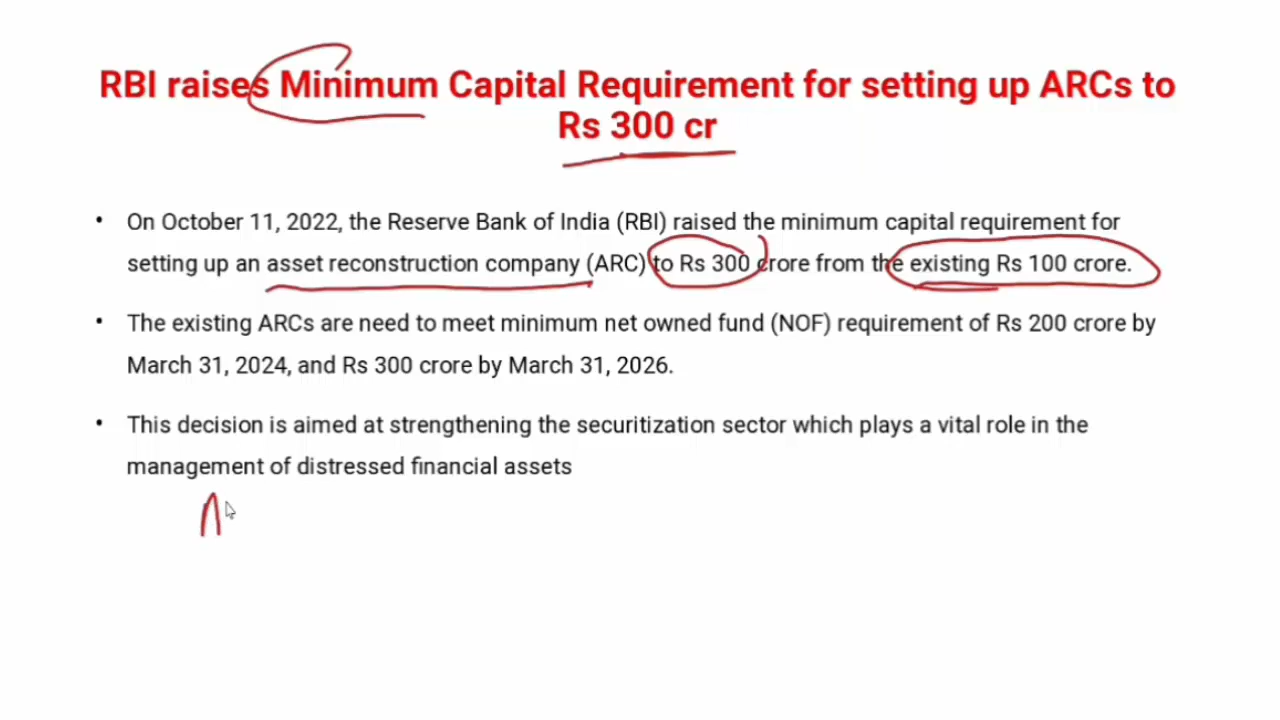 RBI raises Minimum Capital Requirement for setting up ARCs to
Rs 300 cr
• On October 11, 2022, the Reserve Bank of India (RBI) raised the minimum capital requirement for
setting up an asset reconstruction company (ARC) to Rs 300 crore from the existing Rs 100 crore.
• The existing ARCs are need to meet minimum net owned fund (NOF) requirement of Rs 200 crore by
March 31, 2024, and Rs 300 crore by March 31, 2026.
• This decision is aimed at strengthening the securitization sector which plays a vital role in the
management of distressed financial assets